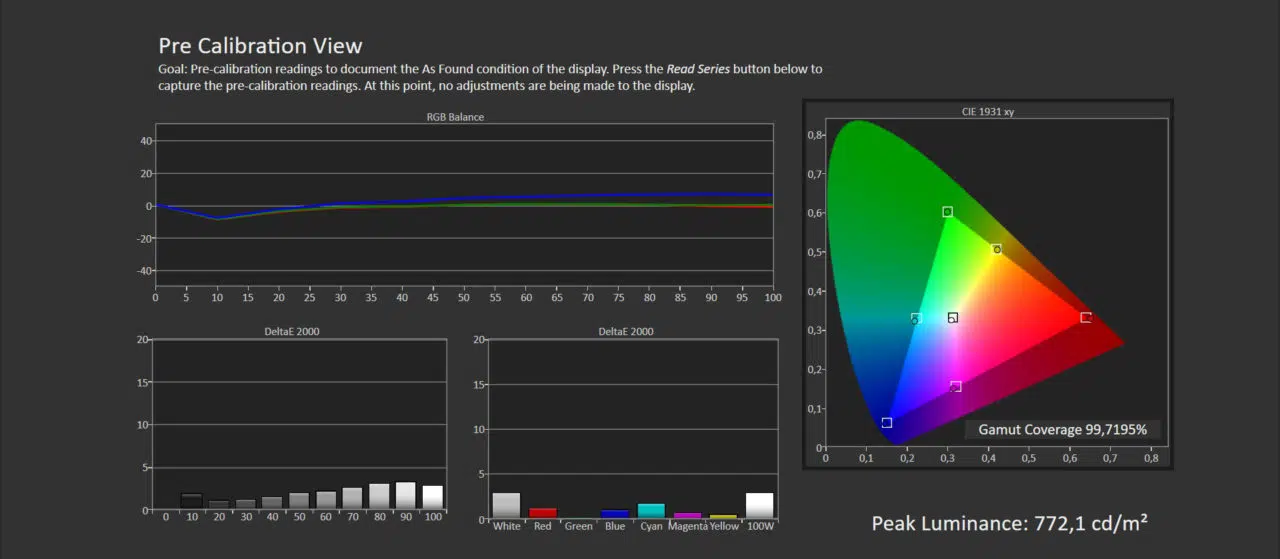 Pre Calibration View
Goal: Pre-calibration readings to document the As Found condition of the display. Press the Read Series button below to
capture the pre-calibration readings. At this point, no adjustments are being made to the display.
RGB Balance
40
20
0
-20
-40
0 5 10 15 20 25 30 35 40 45 50 55 60 65 70 75 80 85 90 95 100
CIE 1931 xy
0,8
0,7
0,6
0,5
0,4
0,3
0,2
0,1
0
0 0,1 0,2 0,3 0,4 0,5 0,6 0,7 0,8
Gamut Coverage 99,7195%
DeltaE 2000
20
15
10
5
0
0 10 20 30 40 50 60 70 80 90 100
DeltaE 2000
20
15
10
5
0
White Red Green Blue Cyan Magenta Yellow 100W
Peak Luminance: 772,1 cd/m²